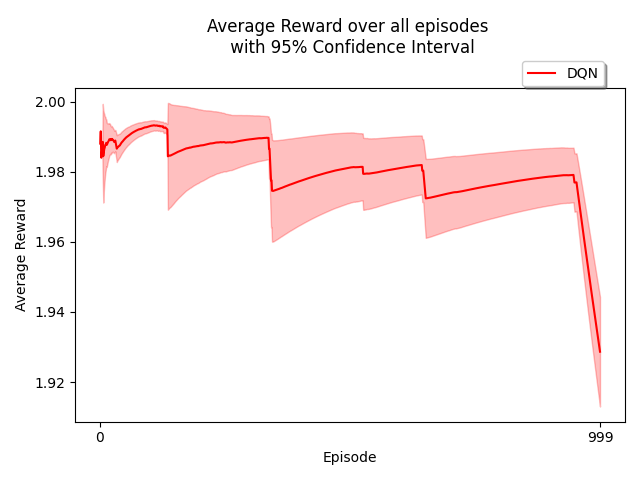 Average Reward over all episodes
with 95% Confidence Interval
DQN
2.00
1.98
1.96
1.94
1.92
Average Reward
0
999
Episode